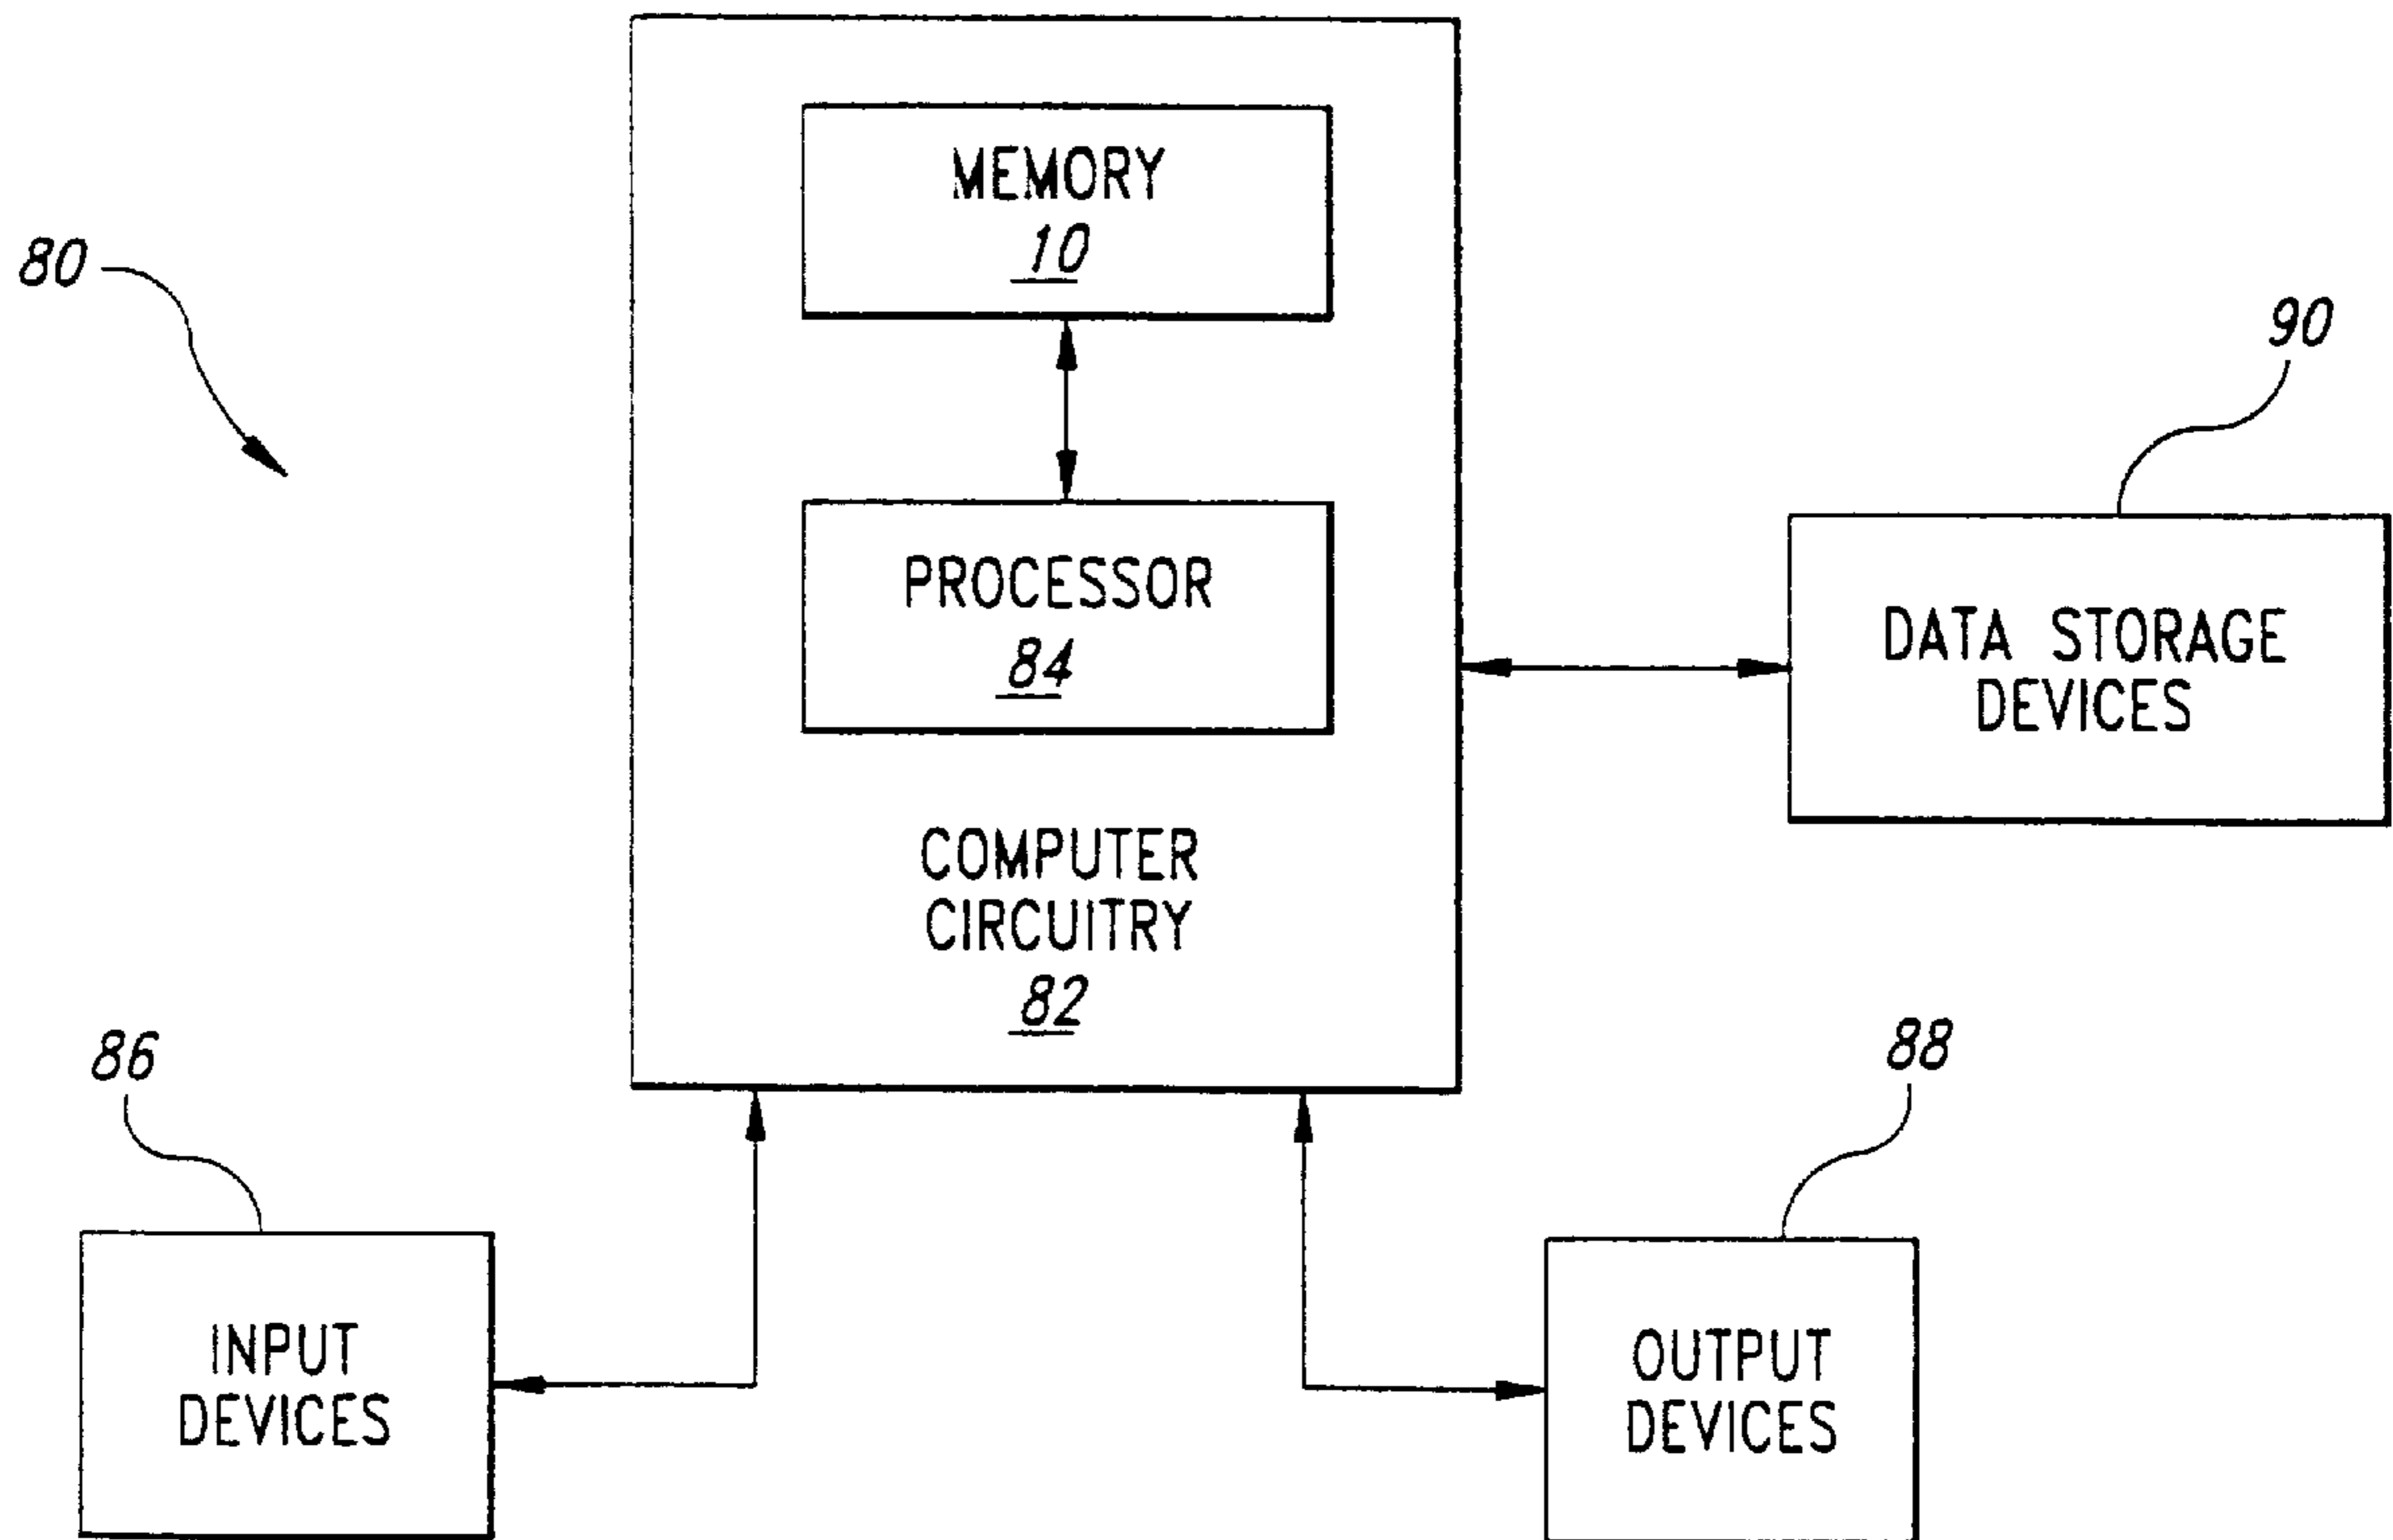 80
MEMORY
10
PROCESSOR
84
COMPUTER
CIRCUITRY
82
90
DATA STORAGE
DEVICES
86
INPUT
DEVICES
88
OUTPUT
DEVICES